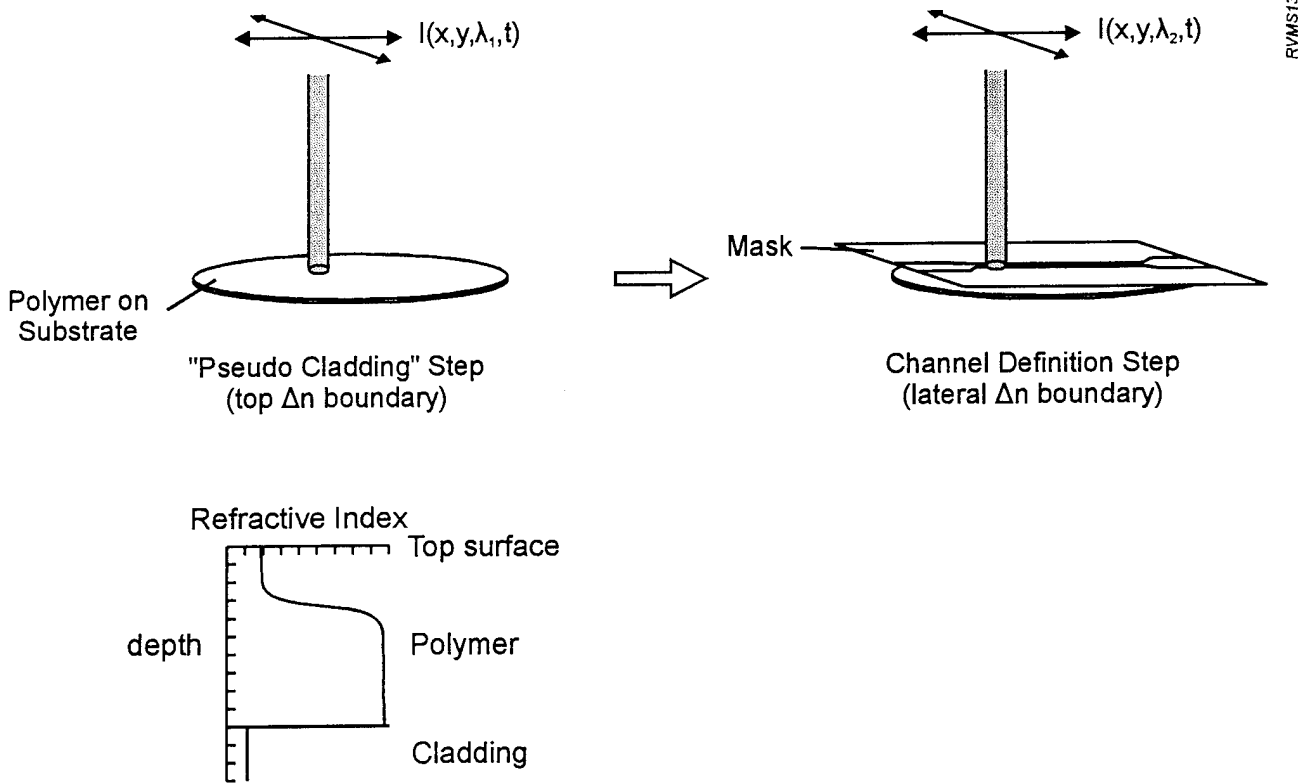 I(x,y,λ₁,t)
Polymer on
Substrate
"Pseudo Cladding" Step
(top Δn boundary)
I(x,y,λ₂,t)
RVMS13
Mask
Channel Definition Step
(lateral Δn boundary)
Refractive Index
Top surface
depth
Polymer
Cladding